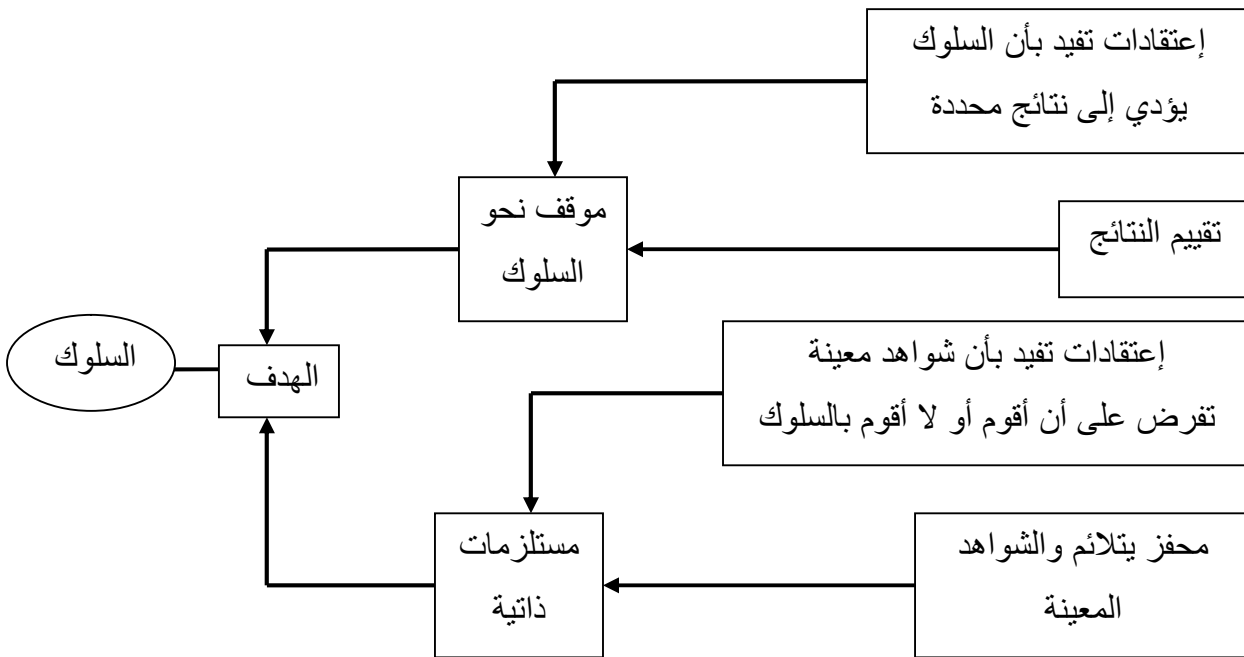 إعتقادات تفيد بأن السلوك
يؤدي إلى نتائج محددة
موقف نحو
السلوك
تقييم النتائج
إعتقادات تفيد بأن شواهد معينة
تفرض على أن أقوم أو لا أقوم بالسلوك
الهدف
السلوك
مستلزمات
ذاتية
محفز يتلائم والشواهد
المعينة